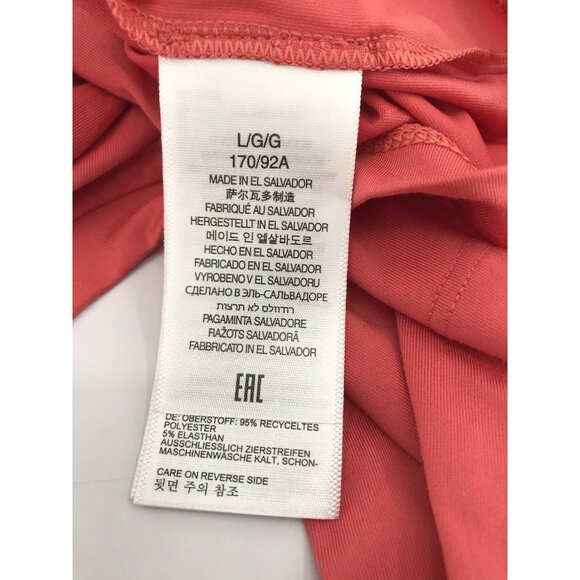 L/G/G
170/92A
MADE IN EL SALVADOR
萨尔瓦多制造
FABRIQUÉ AU SALVADOR
HERGESTELLT IN EL SALVADOR
메이드 인 엘살바도르
HECHO EN EL SALVADOR
FABRICADO EN EL SALVADOR
VYROBENO V EL SALVADORU
СДЕЛАНО В ЭЛЬ-САЛЬВАДОРЕ
PAGAMINTA SALVADORE
RAŽOTS SALVADORĀ
FABBRICATO IN EL SALVADOR
EAC
DE: OBERSTOFF: 95% RECYCELTES
POLYESTER
5% ELASTHAN
AUSSCHLIESSLICH ZIERSTREIFEN
MASCHINENWÄSCHE KALT, SCHON-
CARE ON REVERSE SIDE
뒷면 주의 참조